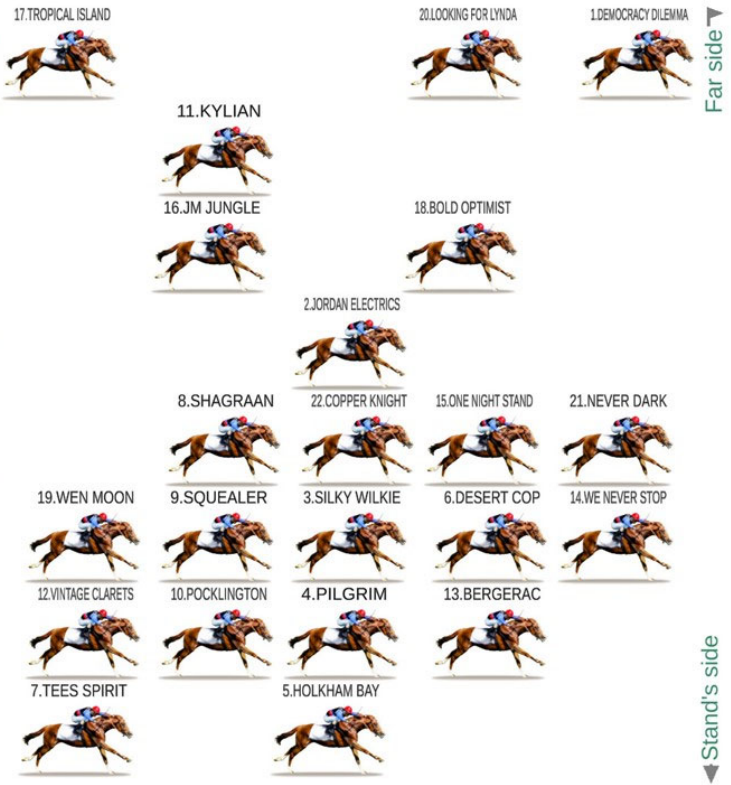 17.TROPICAL ISLAND
20.LOOKING FOR LYNDA
1.DEMOCRACY DILEMMA
Far side
11.KYLIAN
16.JM JUNGLE
18.BOLD OPTIMIST
2.JORDAN ELECTRICS
8.SHAGRAAN
22.COPPER KNIGHT
15.ONE NIGHT STAND
21.NEVER DARK
19.WEN MOON
9.SQUEALER
3.SILKY WILKIE
6.DESERT COP
14.WE NEVER STOP
12.VINTAGE CLARETS
10.POCKLINGTON
4.PILGRIM
13.BERGERAC
7.TEES SPIRIT
5.HOLKHAM BAY
Stand's side